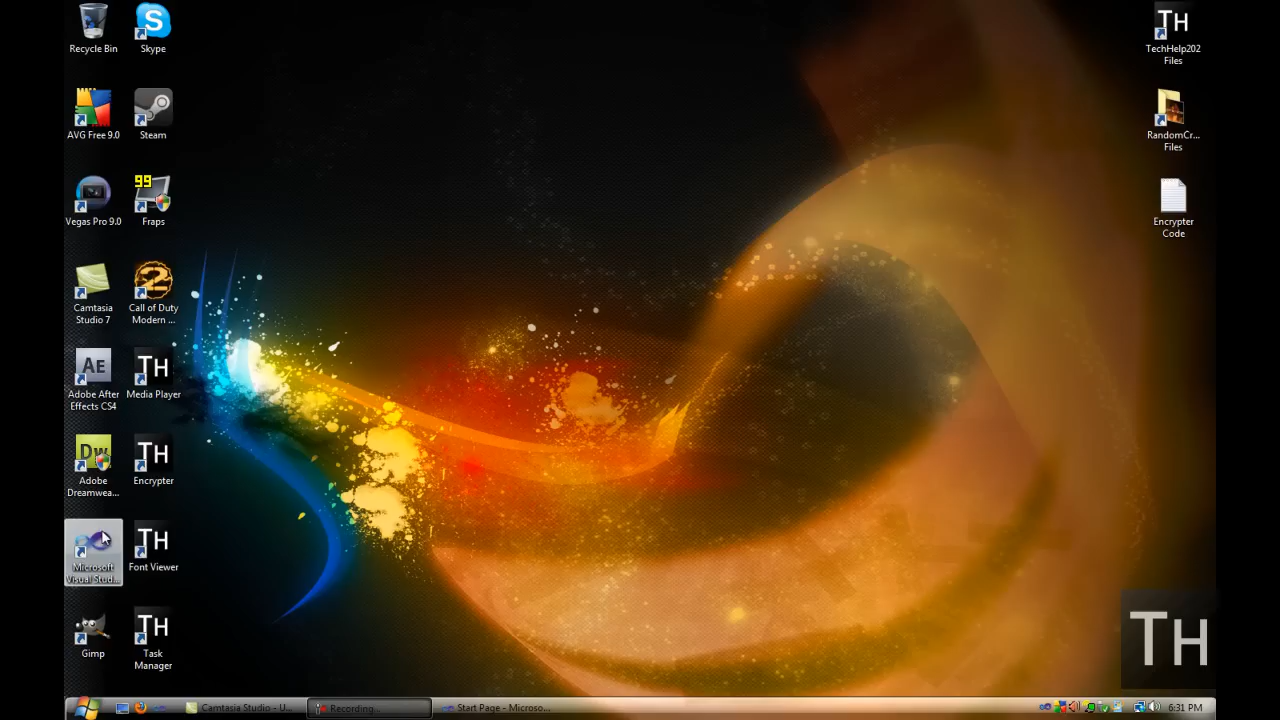 Recycle Bin
Skype
AVG Free 9.0
Steam
Vegas Pro 9.0
99
Fraps
Camtasia
Studio 7
Call of Duty
Modern ...
AE
Adobe After
Effects CS4
TH
Media Player
Dw
Adobe
Dreamwea...
TH
Encrypter
Microsoft
Visual Stud...
TH
Font Viewer
Gimp
TH
Task
Manager
TH
TechHelp202
Files
RandomCr...
Files
Encrypter
Code
TH
Camtasia Studio - U...
Recording...
Start Page - Microso...
6:31 PM